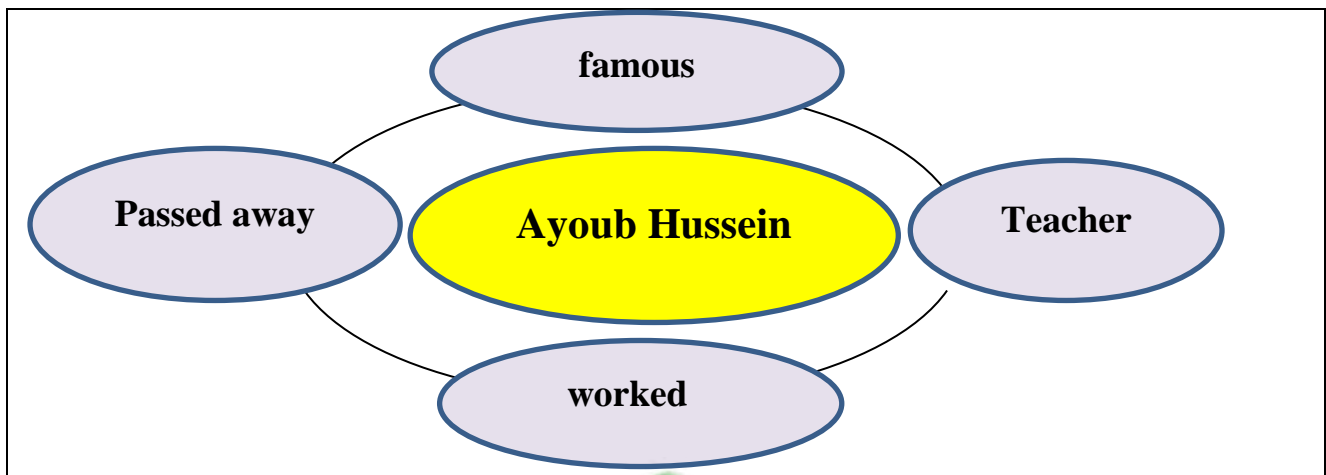 famous
Passed away
Ayoub Hussein
Teacher
worked